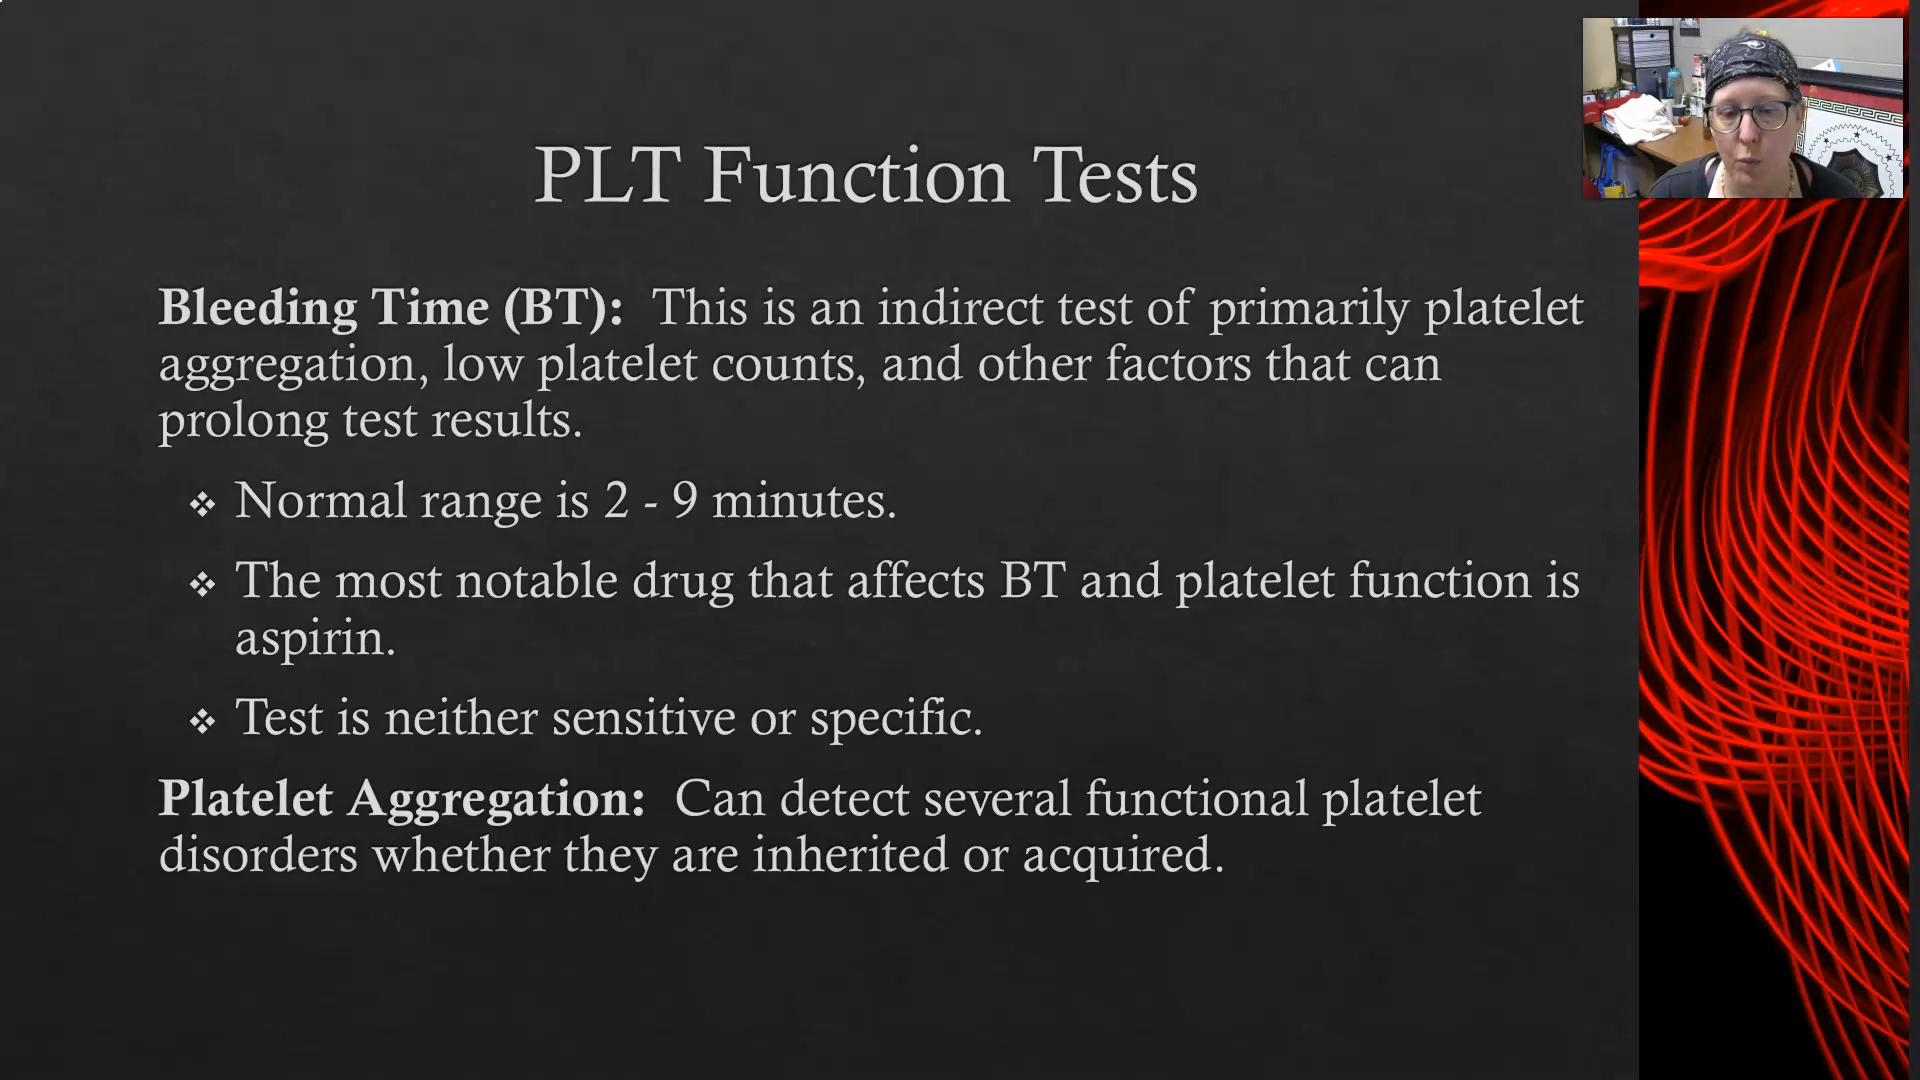 PLT Function Tests
Bleeding Time (BT): This is an indirect test of primarily platelet
aggregation, low platelet counts, and other factors that can
prolong test results.
❖ Normal range is 2 - 9 minutes.
❖ The most notable drug that affects BT and platelet function is
aspirin.
❖ Test is neither sensitive or specific.
Platelet Aggregation: Can detect several functional platelet
disorders whether they are inherited or acquired.